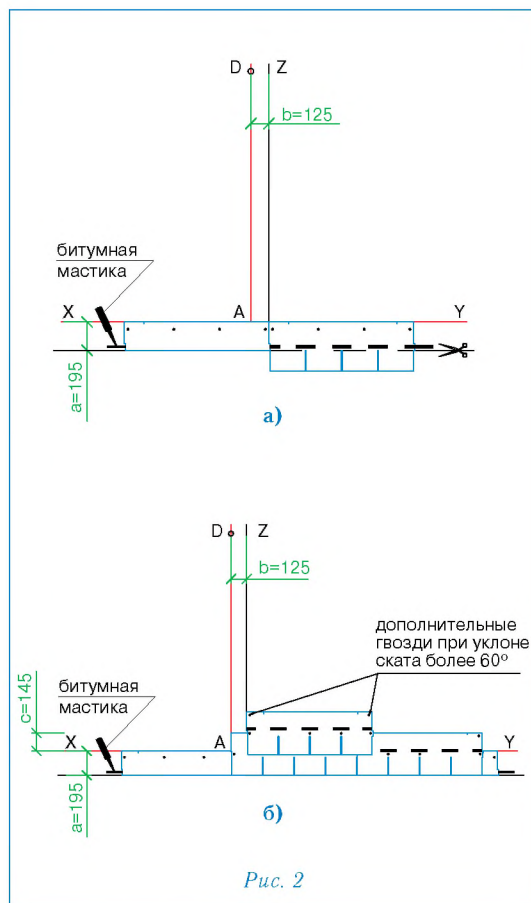 D Z
b=125
битумная
мастика
X A Y
a=195
а)
D Z
b=125
дополнительные
гвозди при уклоне
ската более 60°
битумная
мастика
c=145
X A Y
a=195
б)
Рис. 2